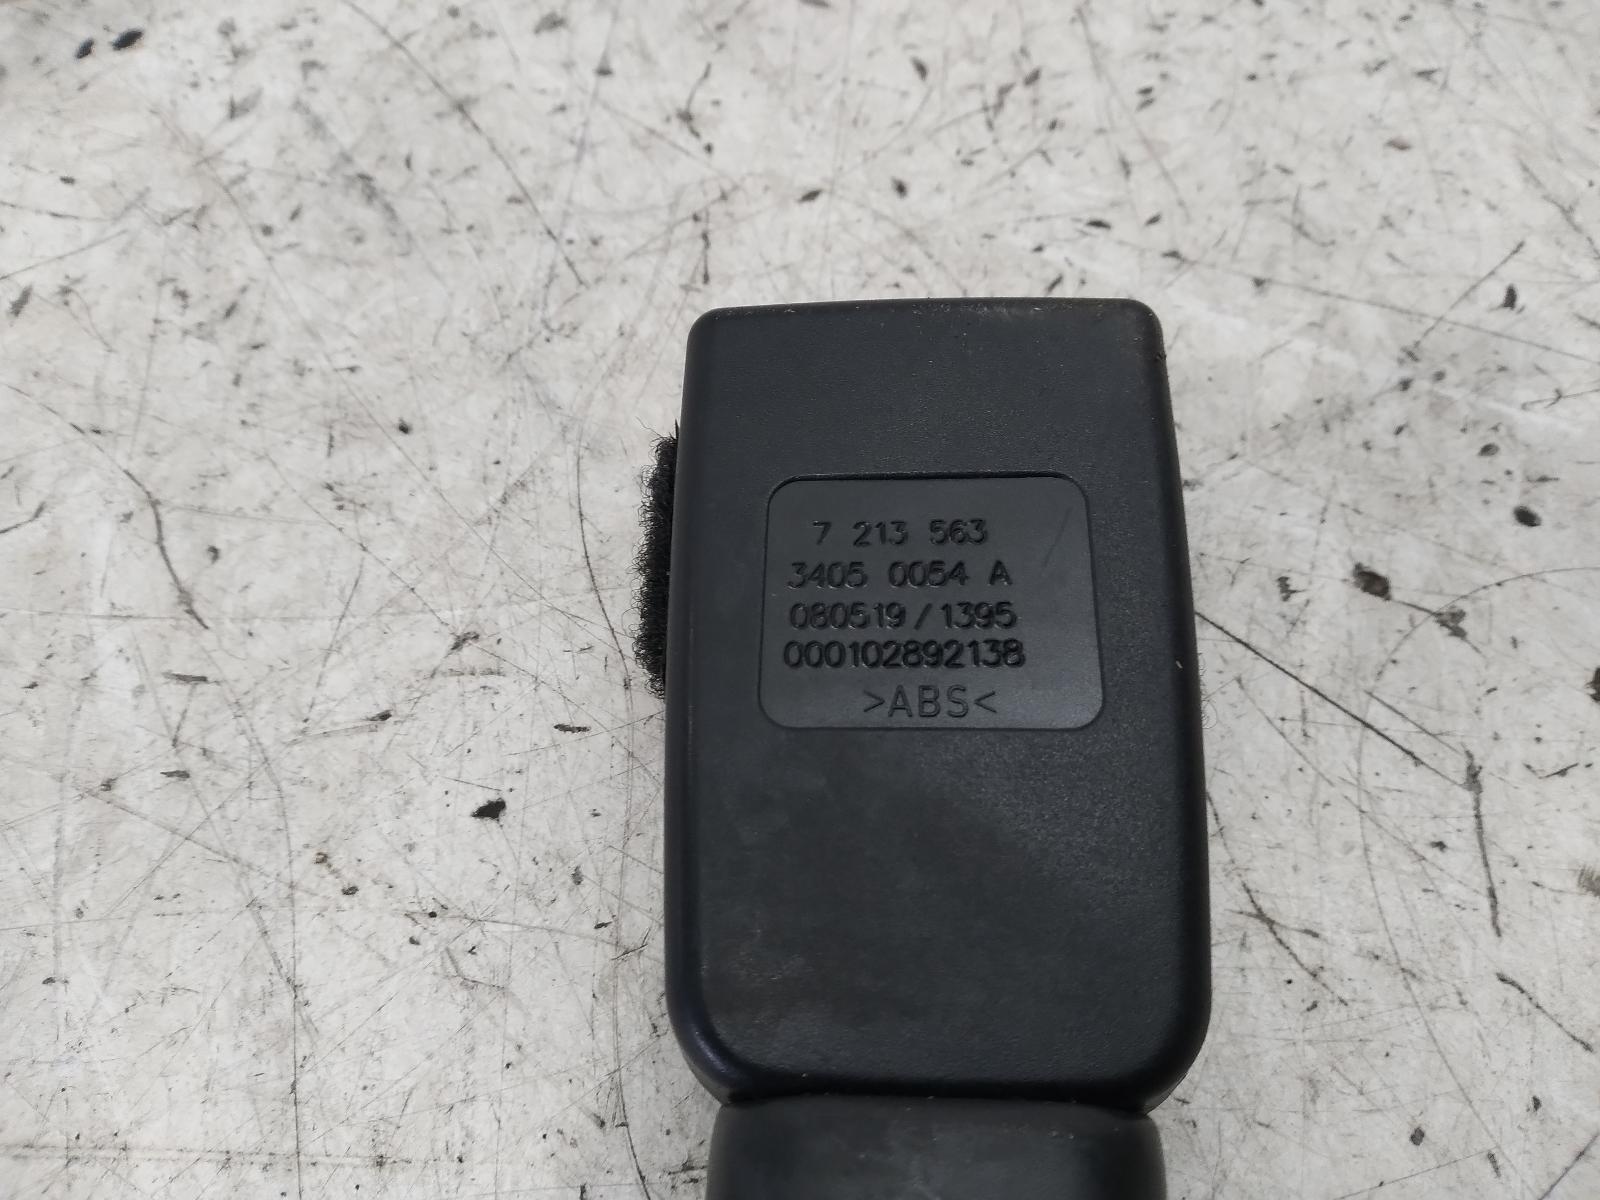 7 213 563
3405 0054 A
080519 / 1395
000102892138
>ABS<